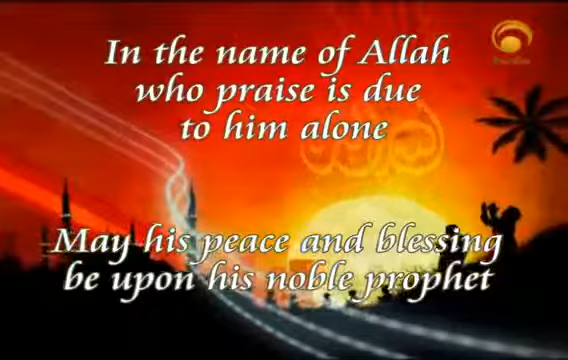 In the name of Allah
who praise is due
to him alone
May his peace and blessing
be upon his noble prophet